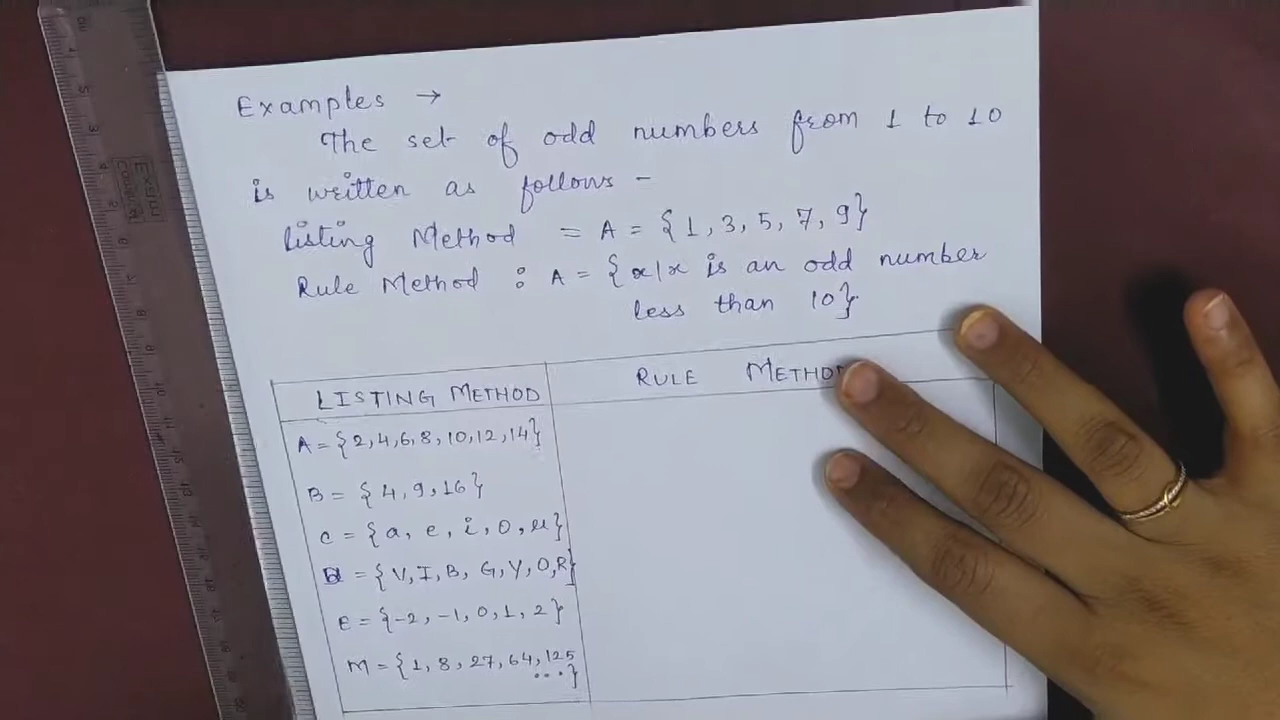 Examples →
The set of odd numbers from 1 to 10
is written as follows -
Listing Method = A = {1, 3, 5, 7, 9}
Rule Method : A = {x/x is an odd number
less than 10}
LISTING METHOD RULE METHOD
A = {2,4,6,8,10,12,14}
B = {4,9,16}
C = {a, e, i, o, u}
D = {V, I, B, G, Y, O, R}
E = {-2, -1, 0, 1, 2}
M = {1, 8, 27, 64, 125
...}